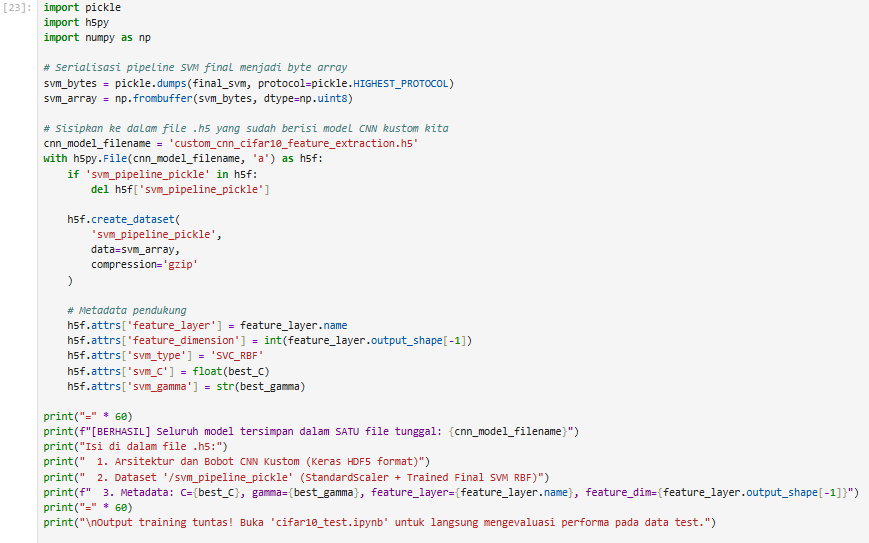 [23]: import pickle
import h5py
import numpy as np

# Serialisasi pipeline SVM final menjadi byte array
svm_bytes = pickle.dumps(final_svm, protocol=pickle.HIGHEST_PROTOCOL)
svm_array = np.frombuffer(svm_bytes, dtype=np.uint8)

# Sisipkan ke dalam file .h5 yang sudah berisi model CNN kustom kita
cnn_model_filename = 'custom_cnn_cifar10_feature_extraction.h5'
with h5py.File(cnn_model_filename, 'a') as h5f:
    if 'svm_pipeline_pickle' in h5f:
        del h5f['svm_pipeline_pickle']

    h5f.create_dataset(
        'svm_pipeline_pickle',
        data=svm_array,
        compression='gzip'
    )

    # Metadata pendukung
    h5f.attrs['feature_layer'] = feature_layer.name
    h5f.attrs['feature_dimension'] = int(feature_layer.output_shape[-1])
    h5f.attrs['svm_type'] = 'SVC_RBF'
    h5f.attrs['svm_C'] = float(best_C)
    h5f.attrs['svm_gamma'] = str(best_gamma)

print("=" * 60)
print(f"[BERHASIL] Seluruh model tersimpan dalam SATU file tunggal: {cnn_model_filename}")
print("Isi di dalam file .h5:")
print("  1. Arsitektur dan Bobot CNN Kustom (Keras HDF5 format)")
print("  2. Dataset '/svm_pipeline_pickle' (StandardScaler + Trained Final SVM RBF)")
print(f"  3. Metadata: C={best_C}, gamma={best_gamma}, feature_layer={feature_layer.name}, feature_dim={feature_layer.output_shape[-1]}")
print("=" * 60)
print("\nOutput training tuntas! Buka 'cifar10_test.ipynb' untuk langsung mengevaluasi performa pada data test.")